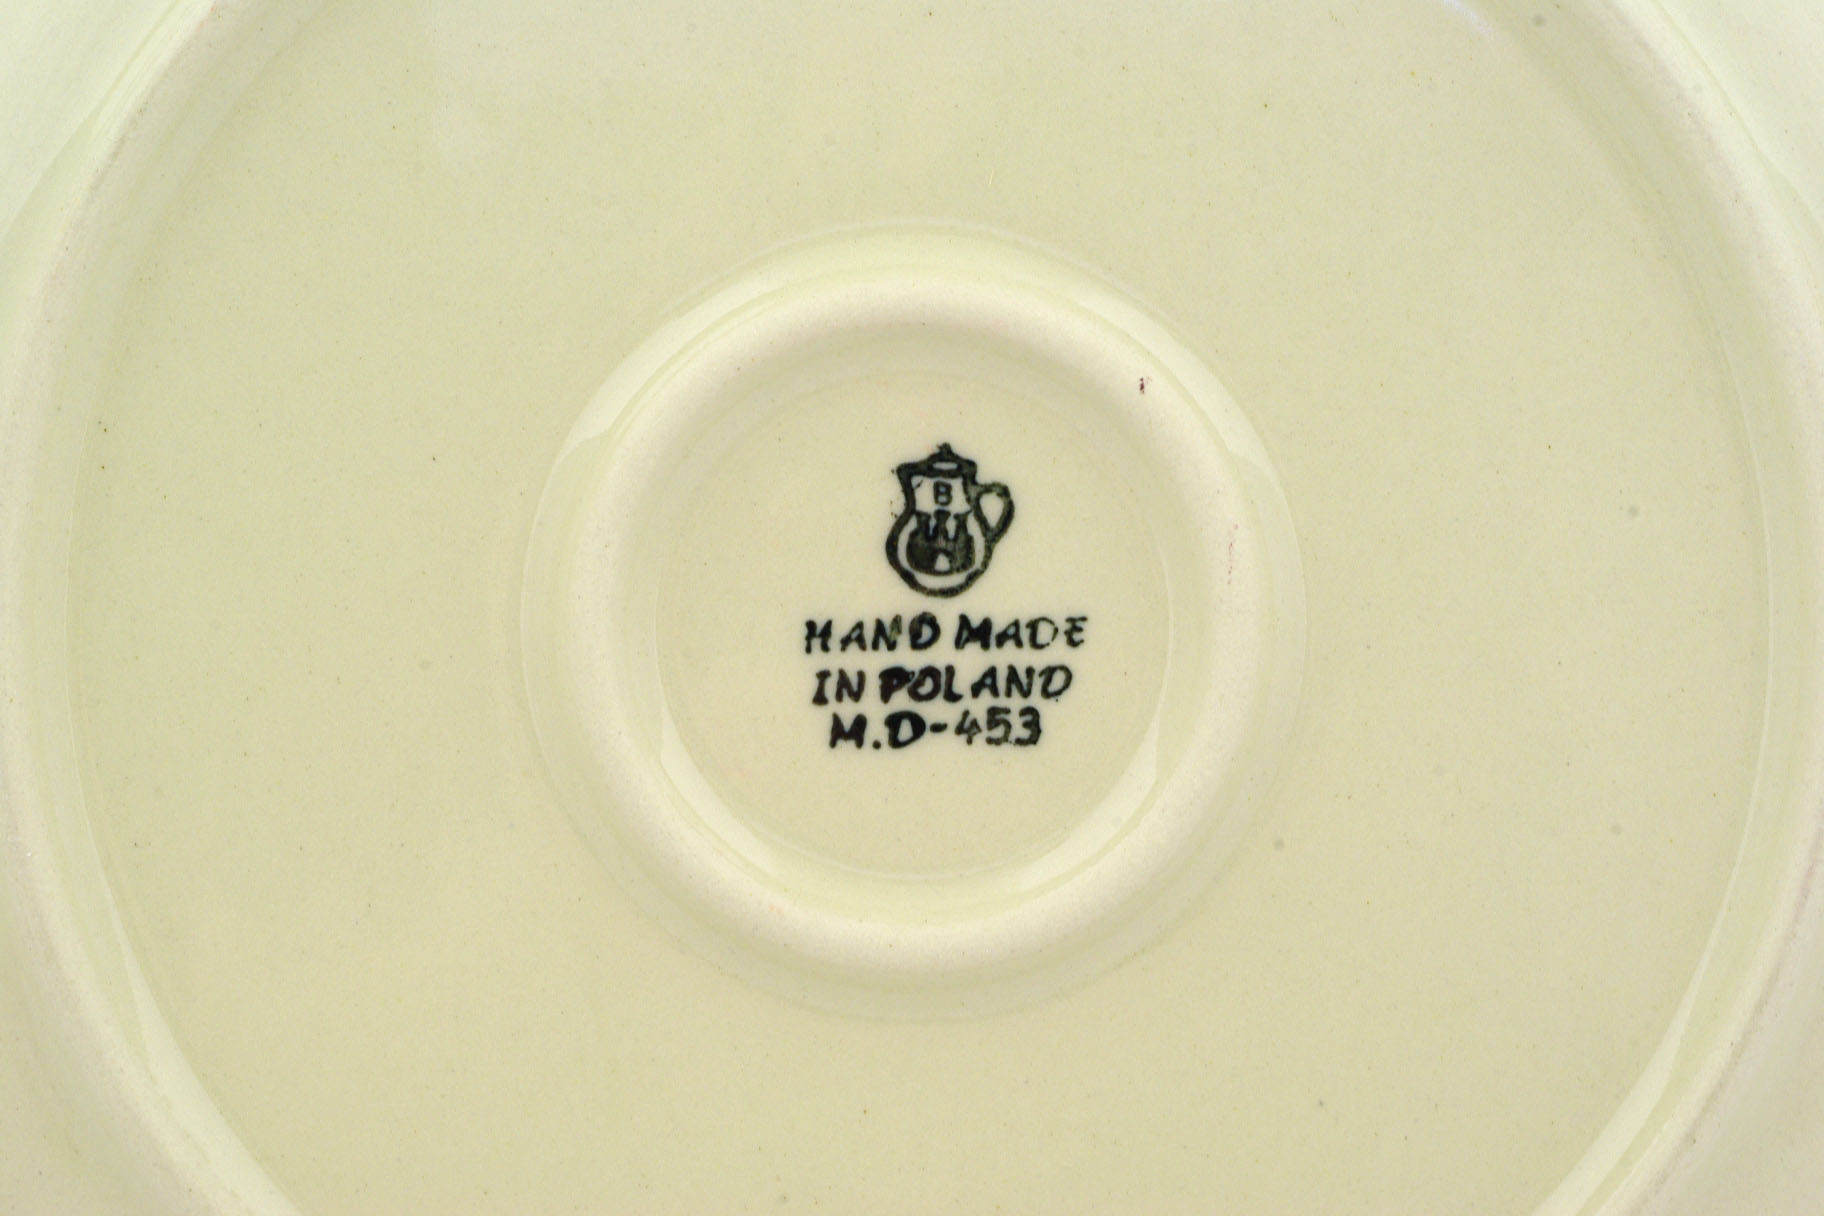 B
HAND MADE
IN POLAND
M.D-453